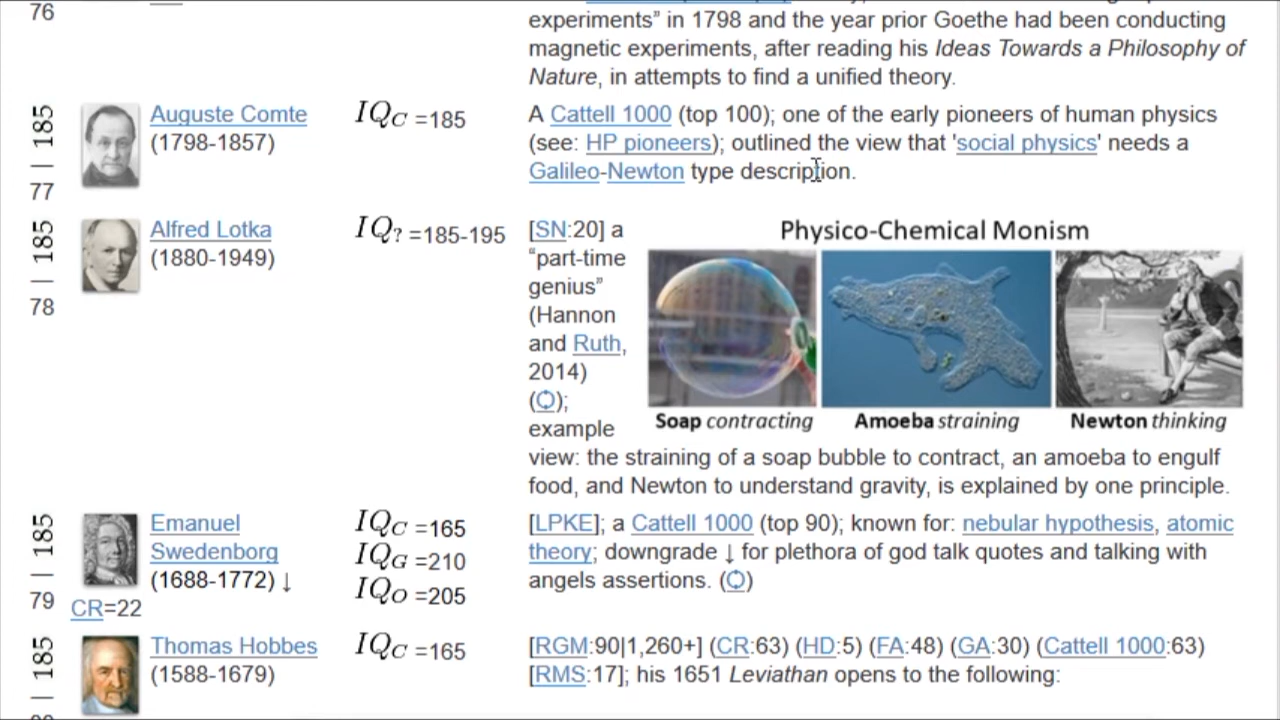 76
experiments” in 1798 and the year prior Goethe had been conducting
magnetic experiments, after reading his Ideas Towards a Philosophy of
Nature, in attempts to find a unified theory.
185
—
77
Auguste Comte
(1798-1857)
IQC =185
A Cattell 1000 (top 100); one of the early pioneers of human physics
(see: HP pioneers); outlined the view that 'social physics' needs a
Galileo-Newton type description.
185
—
78
Alfred Lotka
(1880-1949)
IQ? =185-195
[SN:20] a
“part-time
genius”
(Hannon
and Ruth,
2014)
(↻);
example
Physico-Chemical Monism
Soap contracting
Amoeba straining
Newton thinking
view: the straining of a soap bubble to contract, an amoeba to engulf
food, and Newton to understand gravity, is explained by one principle.
185
—
79
Emanuel
Swedenborg
(1688-1772) ↓
CR=22
IQC =165
IQG =210
IQO =205
[LPKE]; a Cattell 1000 (top 90); known for: nebular hypothesis, atomic
theory; downgrade ↓ for plethora of god talk quotes and talking with
angels assertions. (↻)
185
—
Thomas Hobbes
(1588-1679)
IQC =165
[RGM:90|1,260+] (CR:63) (HD:5) (FA:48) (GA:30) (Cattell 1000:63)
[RMS:17]; his 1651 Leviathan opens to the following: